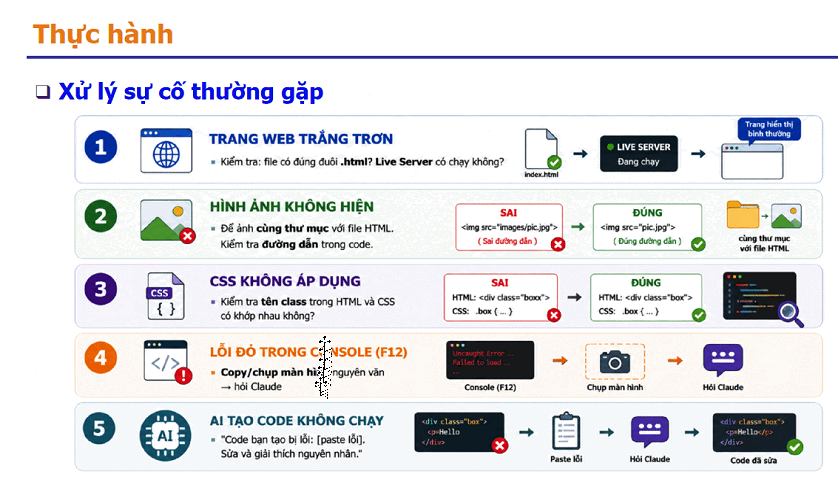 Thực hành
Xử lý sự cố thường gặp
1
TRANG WEB TRẮNG TRƠN
Kiểm tra: file có đúng đuôi .html? Live Server có chạy không?
index.html
LIVE SERVER
Đang chạy
Trang hiển thị
bình thường
2
HÌNH ẢNH KHÔNG HIỆN
Để ảnh cùng thư mục với file HTML.
Kiểm tra đường dẫn trong code.
SAI
<img src="images/pic.jpg">
( Sai đường dẫn )
ĐÚNG
<img src="pic.jpg">
( Đúng đường dẫn )
cùng thư mục
với file HTML
3
CSS
{ }
CSS KHÔNG ÁP DỤNG
Kiểm tra tên class trong HTML và CSS
có khớp nhau không?
SAI
HTML: <div class="boxx">
CSS: .box { ... }
ĐÚNG
HTML: <div class="box">
CSS: .box { ... }
4
</>
LỖI ĐỎ TRONG CONSOLE (F12)
Copy/chụp màn hình nguyên văn
→ hỏi Claude
Uncaught Error ...
Failed to load ...
...
Console (F12)
Chụp màn hình
Hỏi Claude
5
AI
AI TẠO CODE KHÔNG CHẠY
"Code bạn tạo bị lỗi: [paste lỗi].
Sửa và giải thích nguyên nhân."
<div class="box">
<p>Hello
</div>
Paste lỗi
Hỏi Claude
<div class="box">
<p>Hello</p>
</div>
Code đã sửa